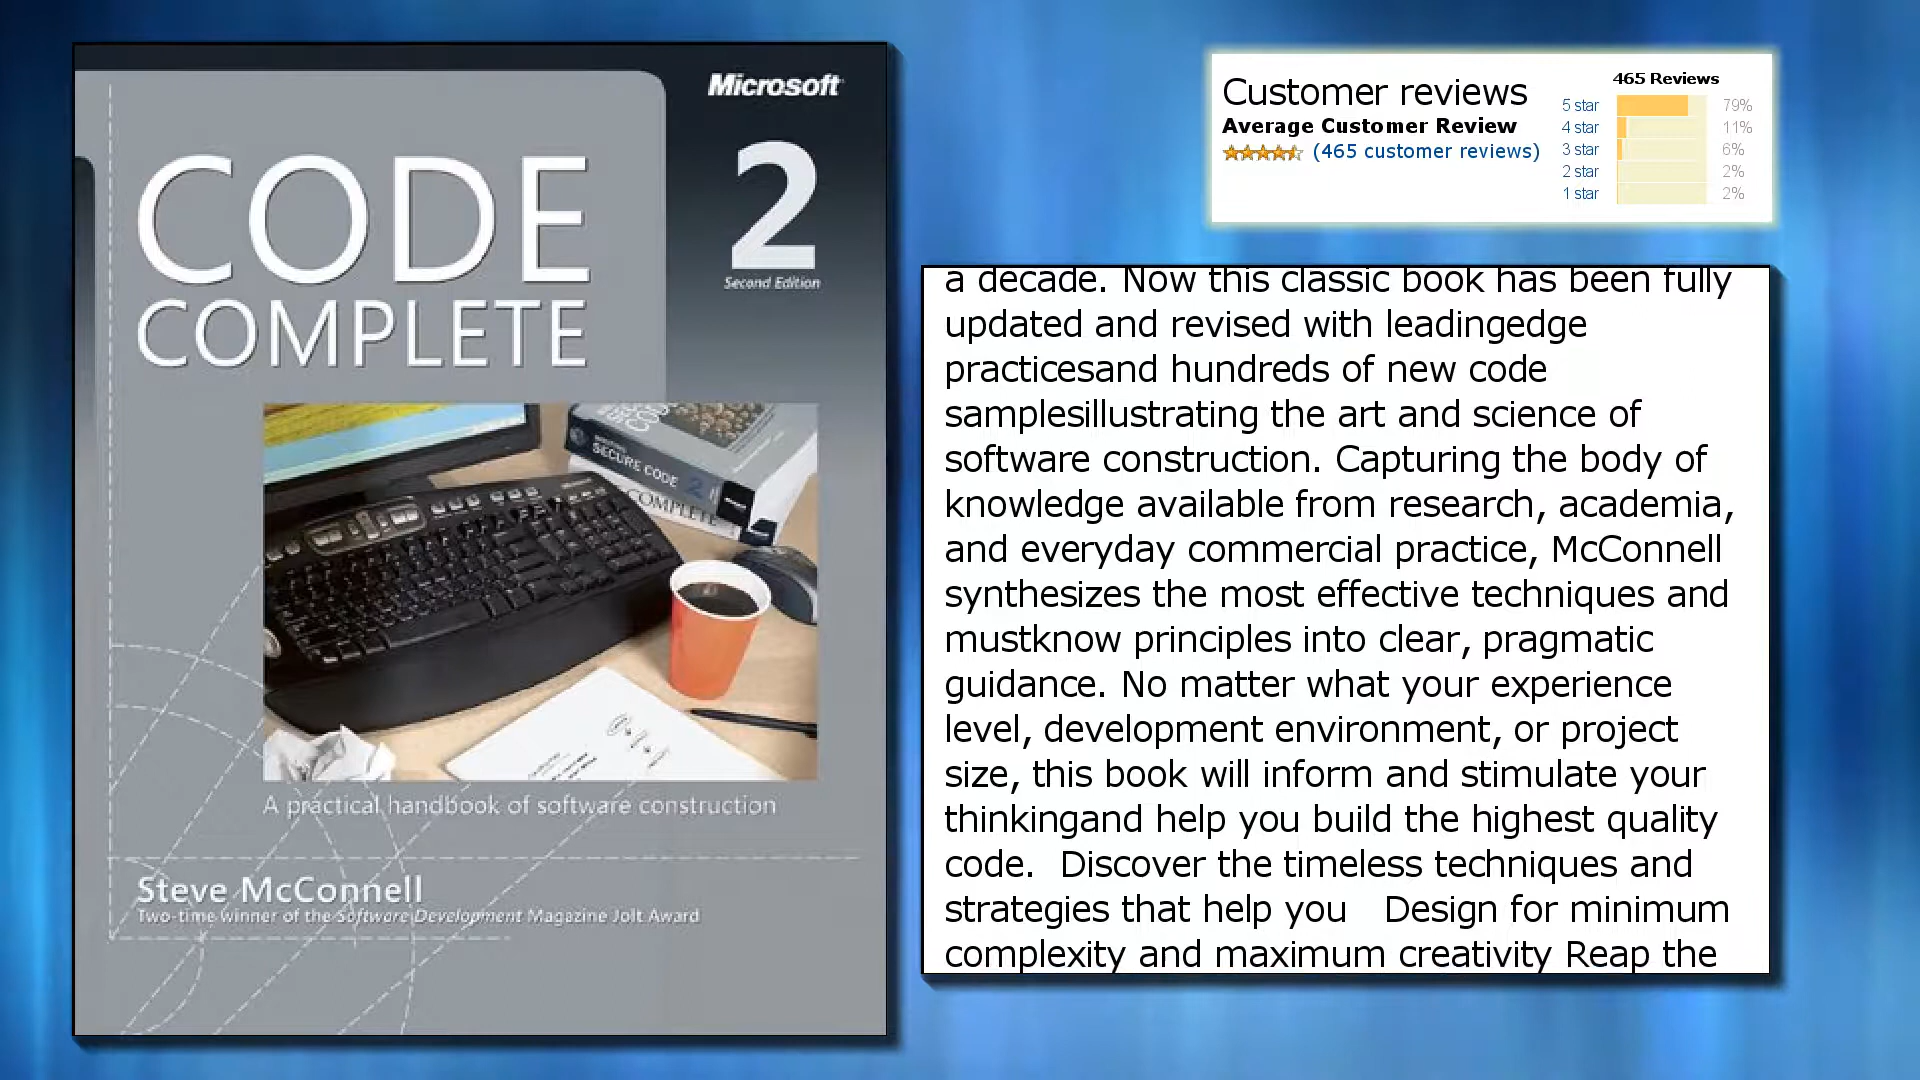 Microsoft
2
Second Edition
CODE
COMPLETE
SECURE CODE 2
COMPLETE
A practical handbook of software construction
Steve McConnell
Two-time winner of the Software Development Magazine Jolt Award
Customer reviews
Average Customer Review
(465 customer reviews)
465 Reviews
5 star 79%
4 star 11%
3 star 6%
2 star 2%
1 star 2%
a decade. Now this classic book has been fully
updated and revised with leadingedge
practicesand hundreds of new code
samplesillustrating the art and science of
software construction. Capturing the body of
knowledge available from research, academia,
and everyday commercial practice, McConnell
synthesizes the most effective techniques and
mustknow principles into clear, pragmatic
guidance. No matter what your experience
level, development environment, or project
size, this book will inform and stimulate your
thinkingand help you build the highest quality
code.  Discover the timeless techniques and
strategies that help you   Design for minimum
complexity and maximum creativity Reap the